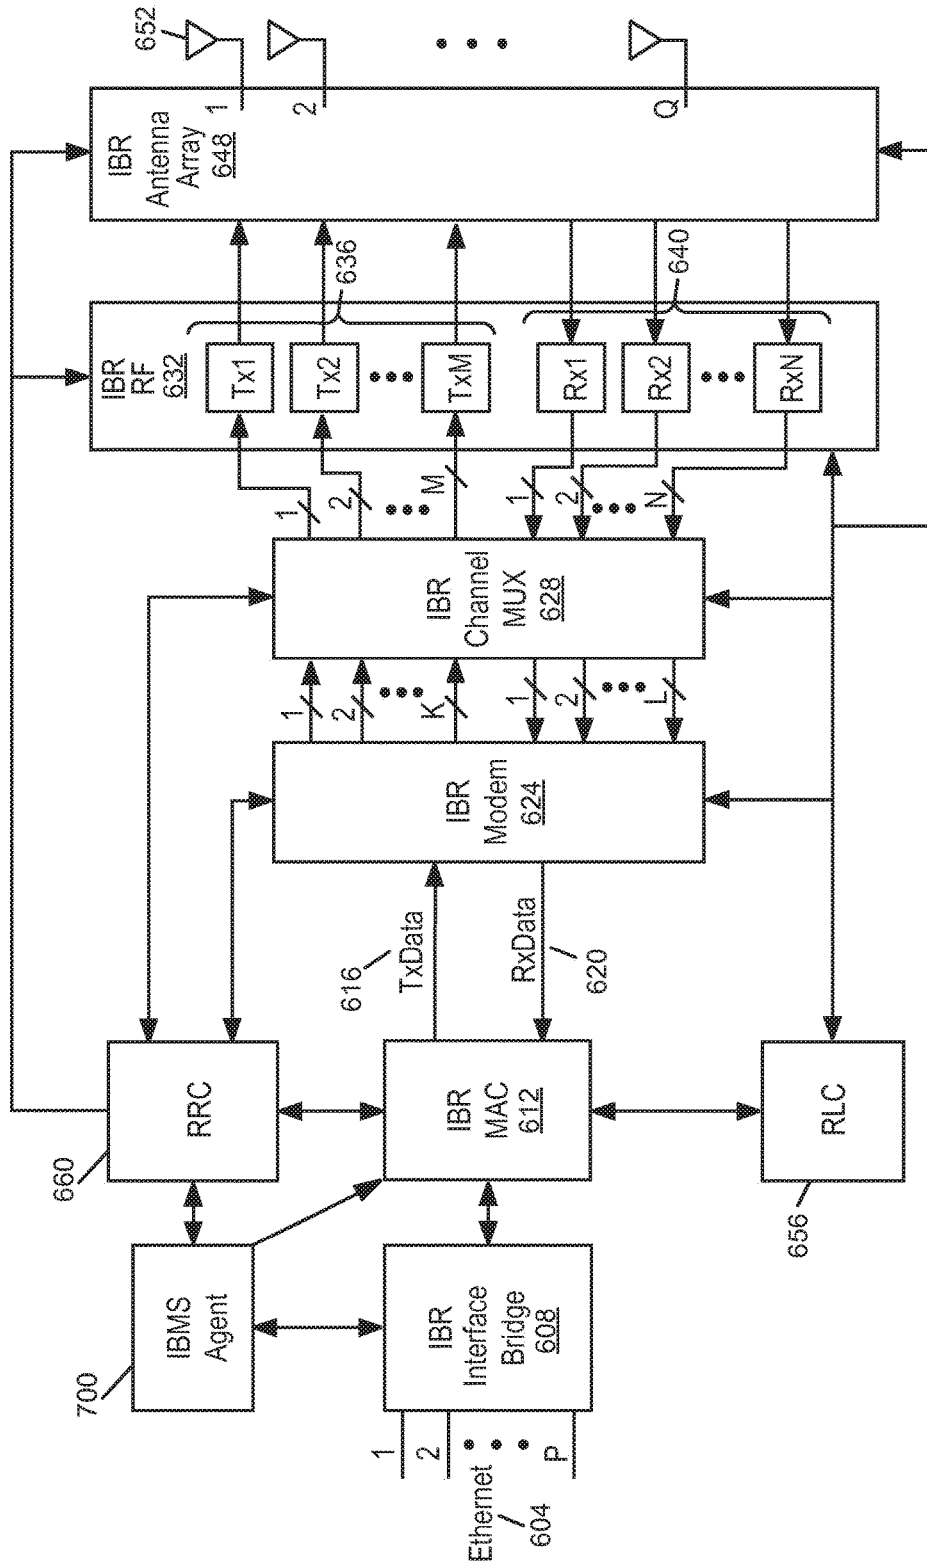 Ethernet
604
1
2
P
700
IBMS
Agent
IBR
Interface
Bridge
608
660
RRC
IBR
MAC
612
656
RLC
616
TxData
RxData
620
IBR
Modem
624
1
2
K
1
2
L
IBR
Channel
MUX
628
1
2
M
1
2
N
IBR
RF
632
Tx1
Tx2
TxM
Rx1
Rx2
RxN
636
640
IBR
Antenna
Array
648
1
2
Q
652